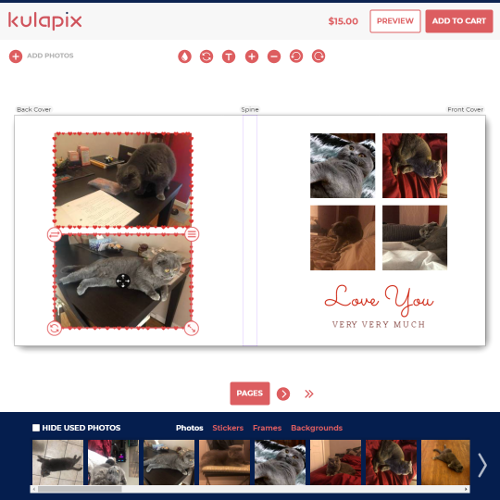 kulapix
$15.00
PREVIEW
ADD TO CART
ADD PHOTOS
T
Back Cover
Spine
Front Cover
Love You
VERY VERY MUCH
PAGES
HIDE USED PHOTOS
Photos
Stickers
Frames
Backgrounds